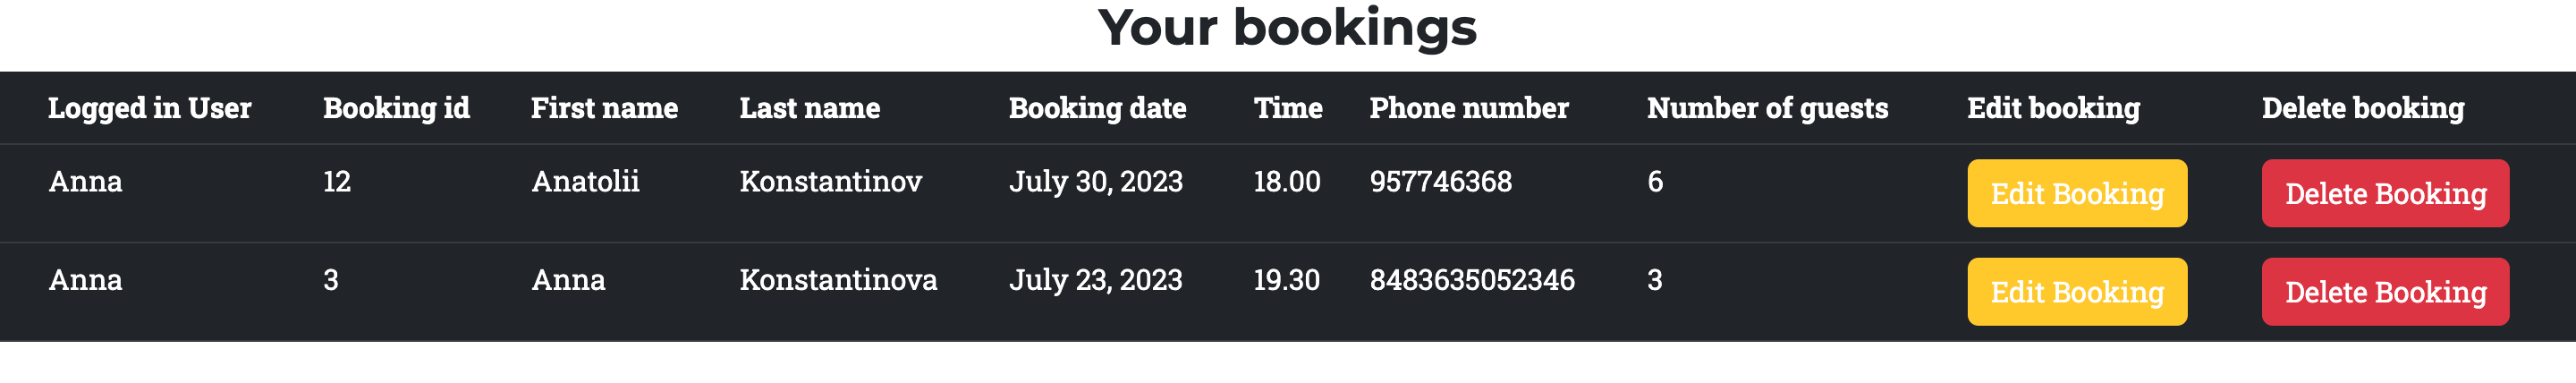 Your bookings
Logged in User Booking id First name Last name Booking date Time Phone number Number of guests Edit booking Delete booking
Anna 12 Anatolii Konstantinov July 30, 2023 18.00 957746368 6 Edit Booking Delete Booking
Anna 3 Anna Konstantinova July 23, 2023 19.30 8483635052346 3 Edit Booking Delete Booking